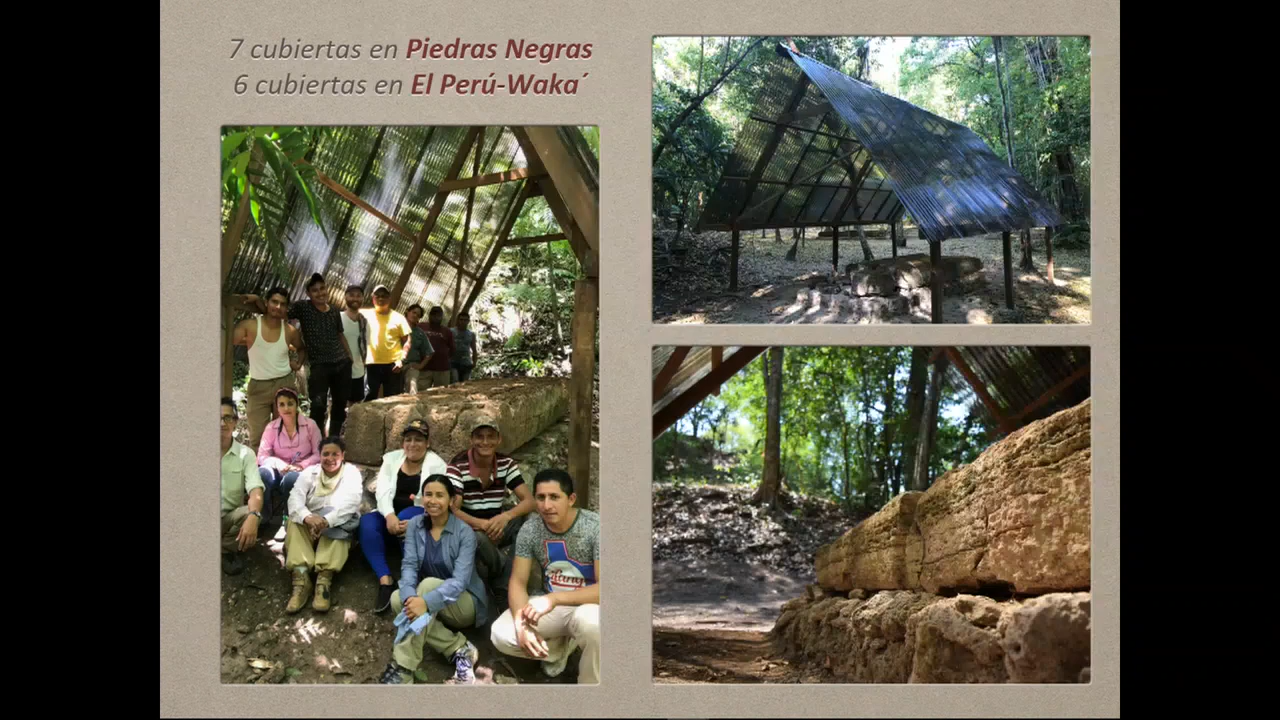 7 cubiertas en Piedras Negras
6 cubiertas en El Perú-Waka´